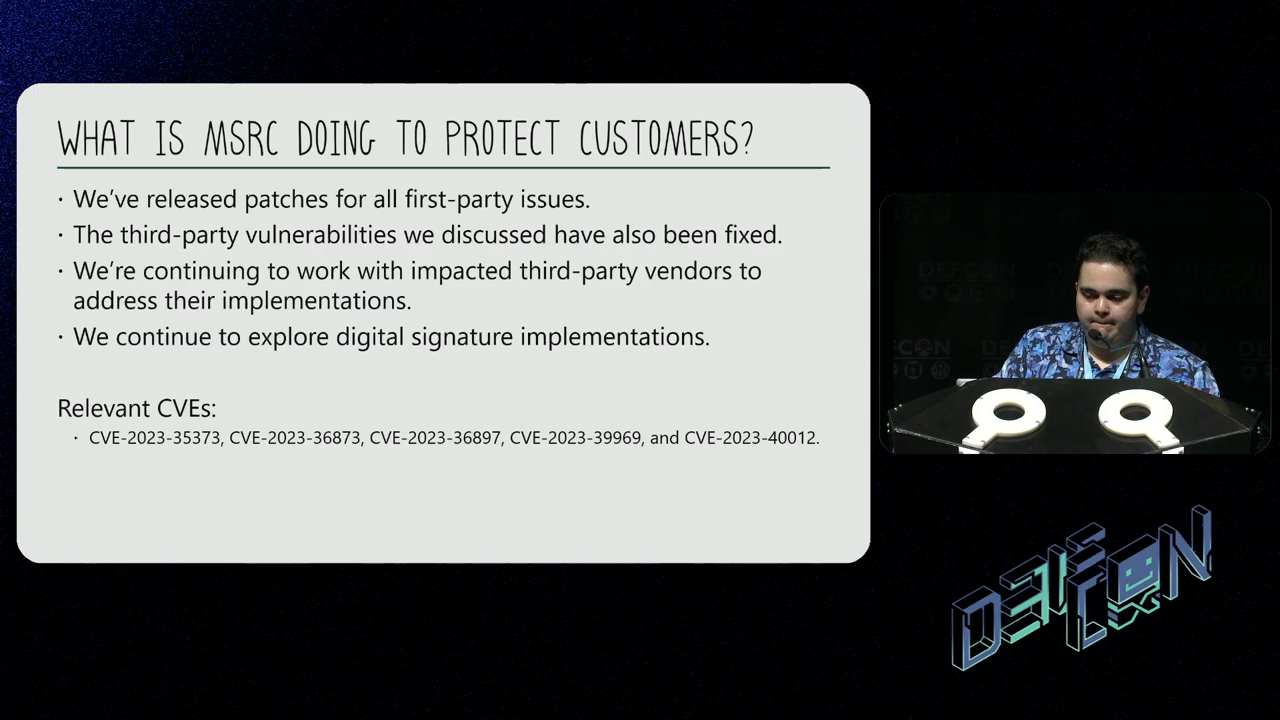 WHAT IS MSRC DOING TO PROTECT CUSTOMERS?
· We've released patches for all first-party issues.
· The third-party vulnerabilities we discussed have also been fixed.
· We're continuing to work with impacted third-party vendors to
address their implementations.
· We continue to explore digital signature implementations.
Relevant CVEs:
· CVE-2023-35373, CVE-2023-36873, CVE-2023-36897, CVE-2023-39969, and CVE-2023-40012.
DEFCON
DEF
CON